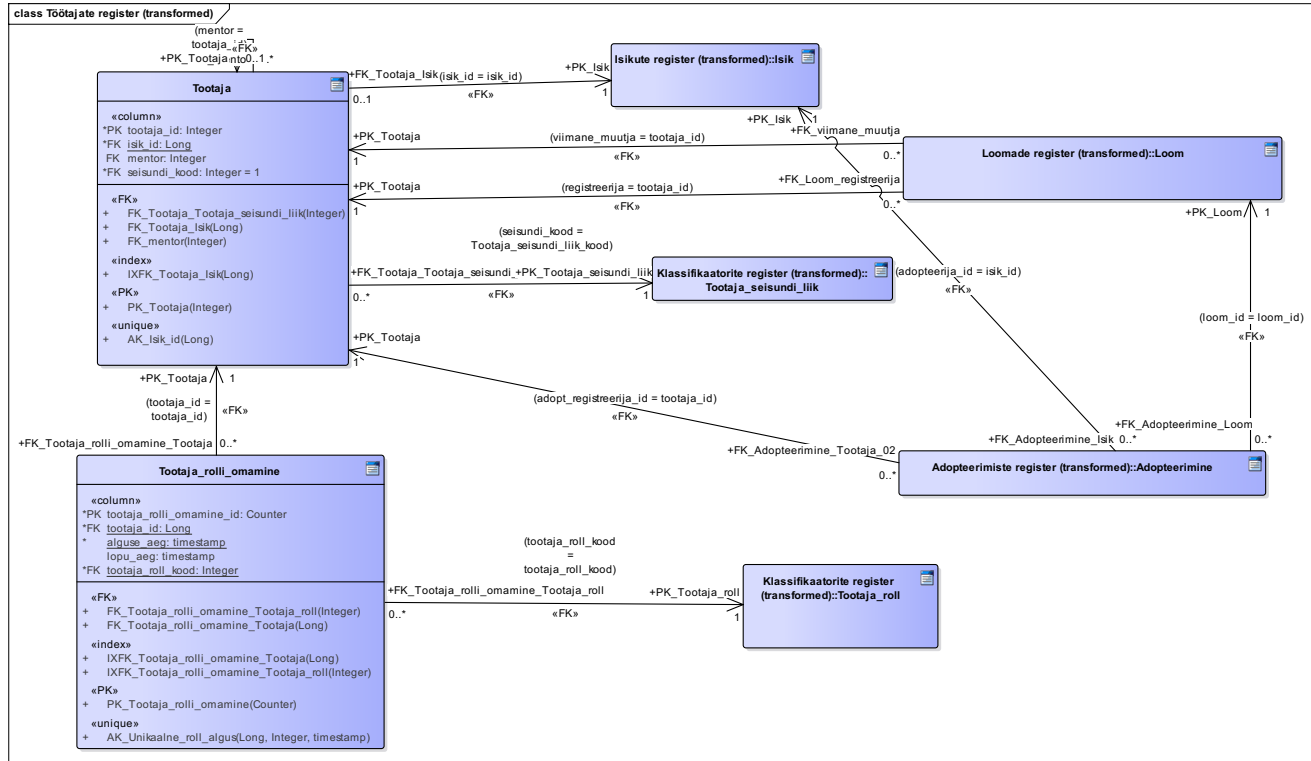 class Töötajate register (transformed)
(mentor =
tootaja_id)
«FK»
+PK_Tootaja
0..1
*
Tootaja
«column»
*PK tootaja_id: Integer
*FK isik_id: Long
FK mentor: Integer
*FK seisundi_kood: Integer = 1
«FK»
+ FK_Tootaja_Tootaja_seisundi_liik(Integer)
+ FK_Tootaja_Isik(Long)
+ FK_mentor(Integer)
«index»
+ IXFK_Tootaja_Isik(Long)
«PK»
+ PK_Tootaja(Integer)
«unique»
+ AK_Isik_id(Long)
+FK_Tootaja_Isik
(isik_id = isik_id)
+PK_Isik
0..1
«FK»
1
Isikute register (transformed)::Isik
+PK_Isik
1
+PK_Tootaja
(viimane_muutja = tootaja_id)
+FK_viimane_muutja
1
«FK»
0..*
Loomade register (transformed)::Loom
+PK_Tootaja
(registreerija = tootaja_id)
+FK_Loom_registreerija
1
«FK»
0..*
+PK_Loom
1
(seisundi_kood =
Tootaja_seisundi_liik_kood)
+FK_Tootaja_Tootaja_seisundi_
+PK_Tootaja_seisundi_liik
0..*
«FK»
1
Klassifikaatorite register (transformed)::
Tootaja_seisundi_liik
(adopteerija_id = isik_id)
«FK»
(loom_id = loom_id)
«FK»
+PK_Tootaja
1
(adopt_registreerija_id = tootaja_id)
«FK»
+FK_Adopteerimine_Tootaja_02
0..*
+FK_Adopteerimine_Isik
0..*
+FK_Adopteerimine_Loom
0..*
Adopteerimiste register (transformed)::Adopteerimine
+PK_Tootaja
1
(tootaja_id =
tootaja_id)
«FK»
+FK_Tootaja_rolli_omamine_Tootaja
0..*
Tootaja_rolli_omamine
«column»
*PK tootaja_rolli_omamine_id: Counter
*FK tootaja_id: Long
* alguse_aeg: timestamp
lopu_aeg: timestamp
*FK tootaja_roll_kood: Integer
«FK»
+ FK_Tootaja_rolli_omamine_Tootaja_roll(Integer)
+ FK_Tootaja_rolli_omamine_Tootaja(Long)
«index»
+ IXFK_Tootaja_rolli_omamine_Tootaja(Long)
+ IXFK_Tootaja_rolli_omamine_Tootaja_roll(Integer)
«PK»
+ PK_Tootaja_rolli_omamine(Counter)
«unique»
+ AK_Unikaalne_roll_algus(Long, Integer, timestamp)
(tootaja_roll_kood
=
tootaja_roll_kood)
+FK_Tootaja_rolli_omamine_Tootaja_roll
+PK_Tootaja_roll
0..*
«FK»
1
Klassifikaatorite register
(transformed)::Tootaja_roll